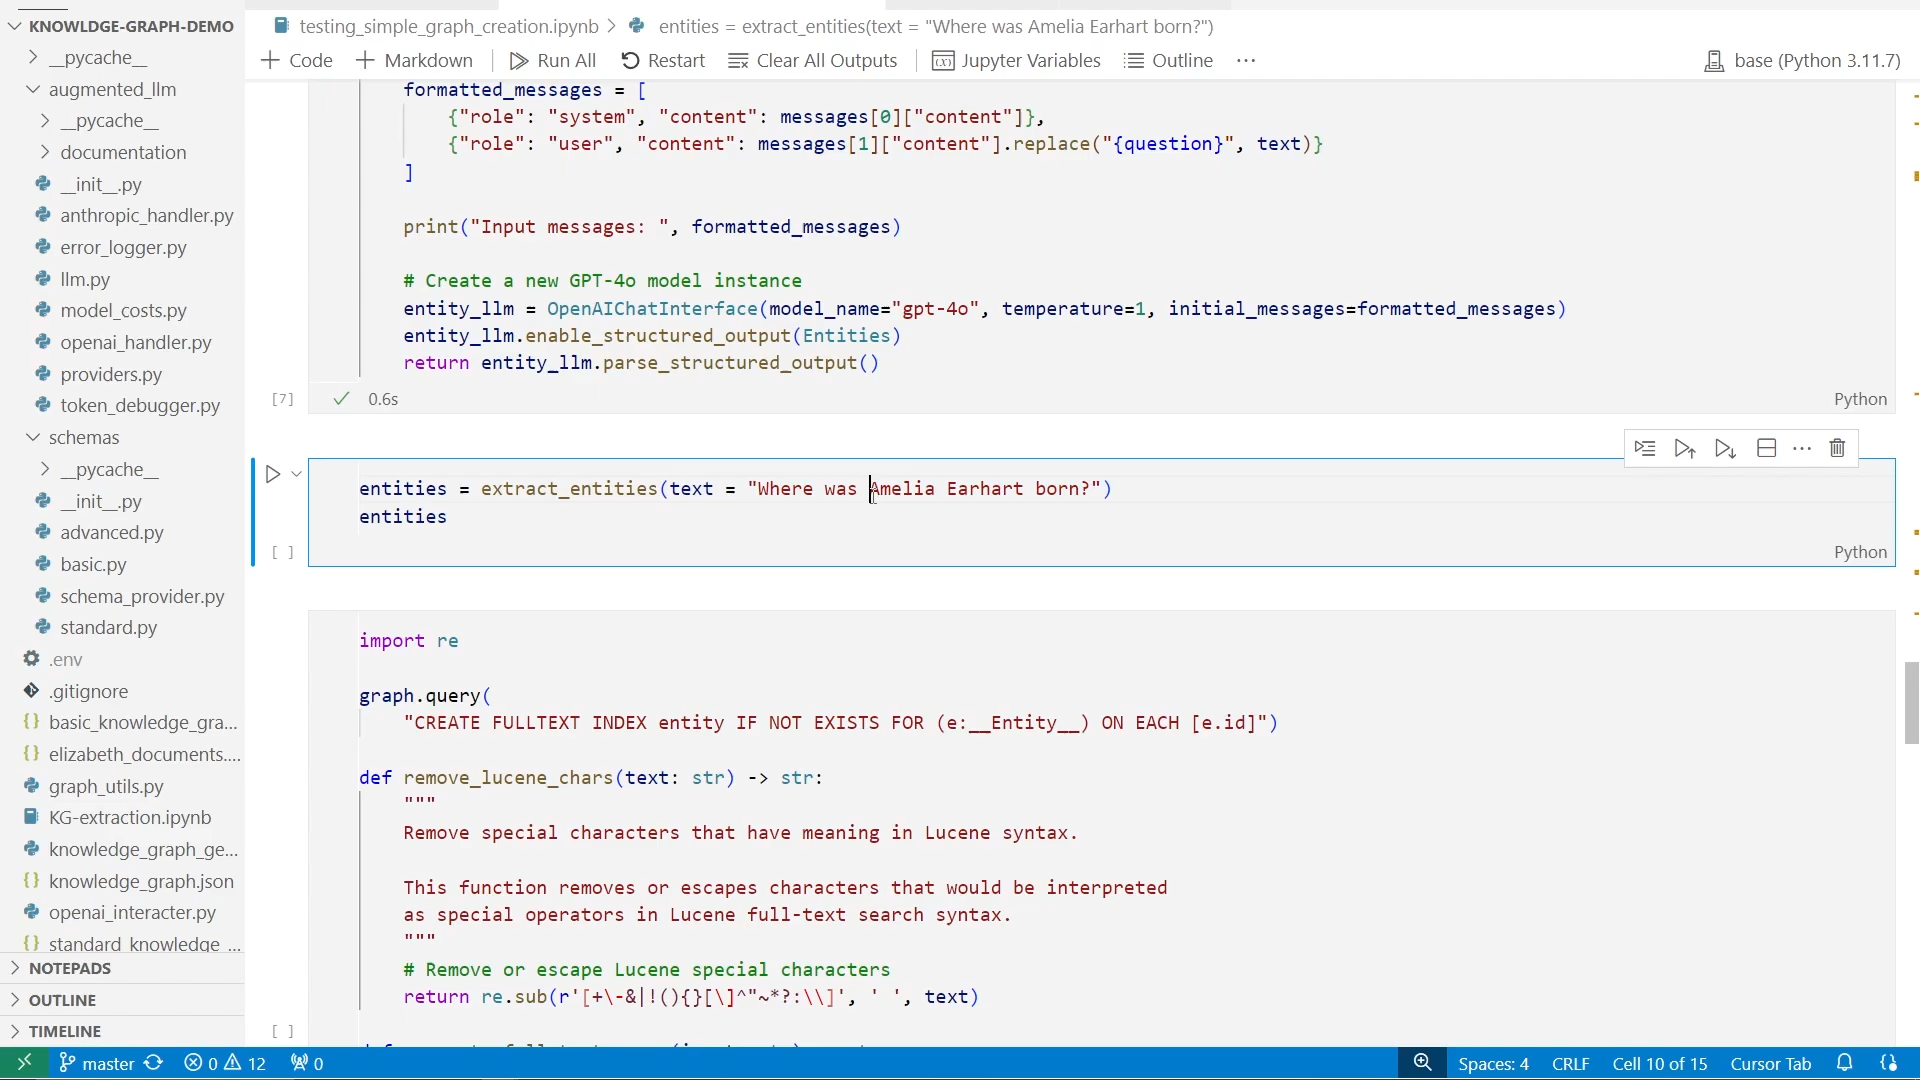 KNOWLDGE-GRAPH-DEMO
__pycache__
augmented_llm
__pycache__
documentation
__init__.py
anthropic_handler.py
error_logger.py
llm.py
model_costs.py
openai_handler.py
providers.py
token_debugger.py
schemas
__pycache__
__init__.py
advanced.py
basic.py
schema_provider.py
standard.py
.env
.gitignore
basic_knowledge_gra...
elizabeth_documents....
graph_utils.py
KG-extraction.ipynb
knowledge_graph_ge...
knowledge_graph.json
openai_interacter.py
standard_knowledge_...
NOTEPADS
OUTLINE
TIMELINE
testing_simple_graph_creation.ipynb > entities = extract_entities(text = "Where was Amelia Earhart born?")
+ Code + Markdown Run All Restart Clear All Outputs Jupyter Variables Outline ... base (Python 3.11.7)
formatted_messages = [
{"role": "system", "content": messages[0]["content"]},
{"role": "user", "content": messages[1]["content"].replace("{question}", text)}
]
print("Input messages: ", formatted_messages)
# Create a new GPT-4o model instance
entity_llm = OpenAIChatInterface(model_name="gpt-4o", temperature=1, initial_messages=formatted_messages)
entity_llm.enable_structured_output(Entities)
return entity_llm.parse_structured_output()
[7] 0.6s Python
entities = extract_entities(text = "Where was Amelia Earhart born?")
entities
[ ] Python
import re
graph.query(
"CREATE FULLTEXT INDEX entity IF NOT EXISTS FOR (e:__Entity__) ON EACH [e.id]")
def remove_lucene_chars(text: str) -> str:
"""
Remove special characters that have meaning in Lucene syntax.
This function removes or escapes characters that would be interpreted
as special operators in Lucene full-text search syntax.
"""
# Remove or escape Lucene special characters
return re.sub(r'[+\-&|!(){}[\]^"~*?:\\]', ' ', text)
[ ]
master 0 12 0 Spaces: 4 CRLF Cell 10 of 15 Cursor Tab